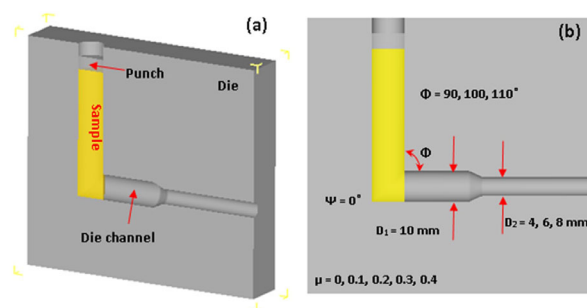 (a)
Punch
Die
Sample
Die channel
(b)
Φ = 90, 100, 110°
Φ
Ψ = 0°
D₁ = 10 mm
D₂ = 4, 6, 8 mm
μ = 0, 0.1, 0.2, 0.3, 0.4